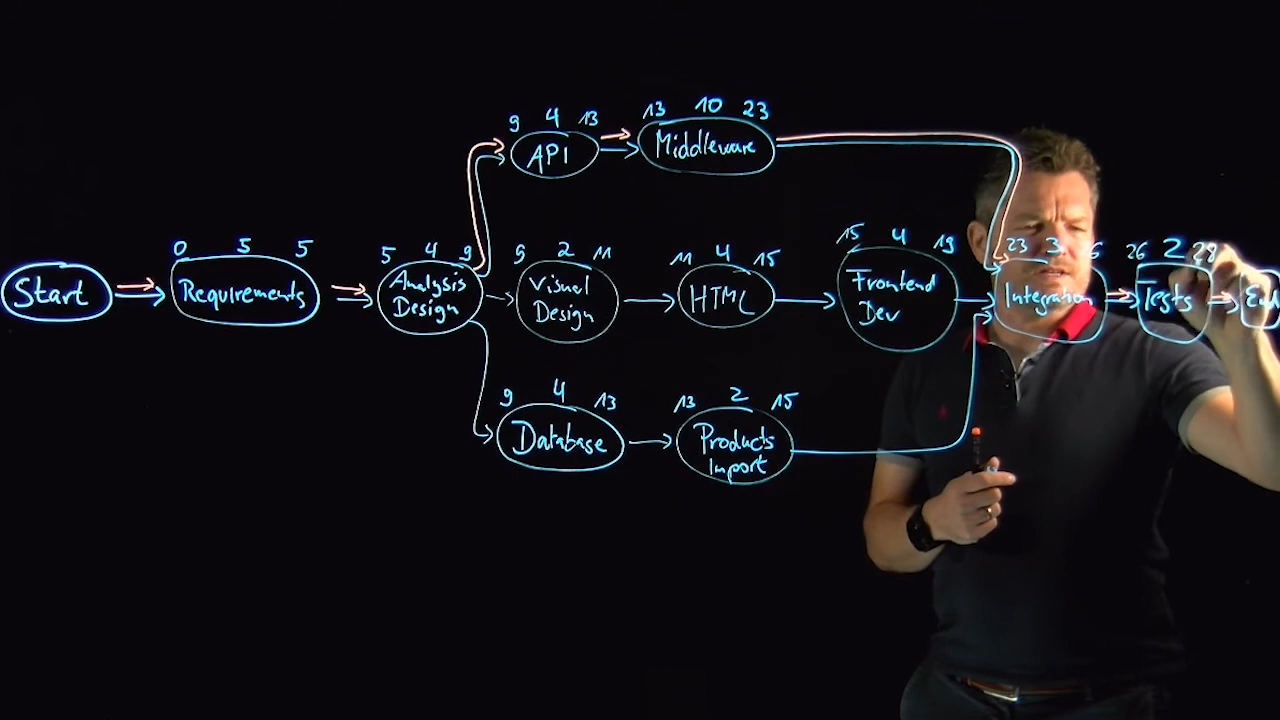 9 4 13
API
13 10 23
Middleware
Start
0 5 5
Requirements
5 4 9
Analysis
Design
9 2 11
Visual
Design
11 4 15
HTML
15 4 19
Frontend
Dev
23 3
Integration
26 2 28
Tests
9 4 13
Database
13 2 15
Products
Import